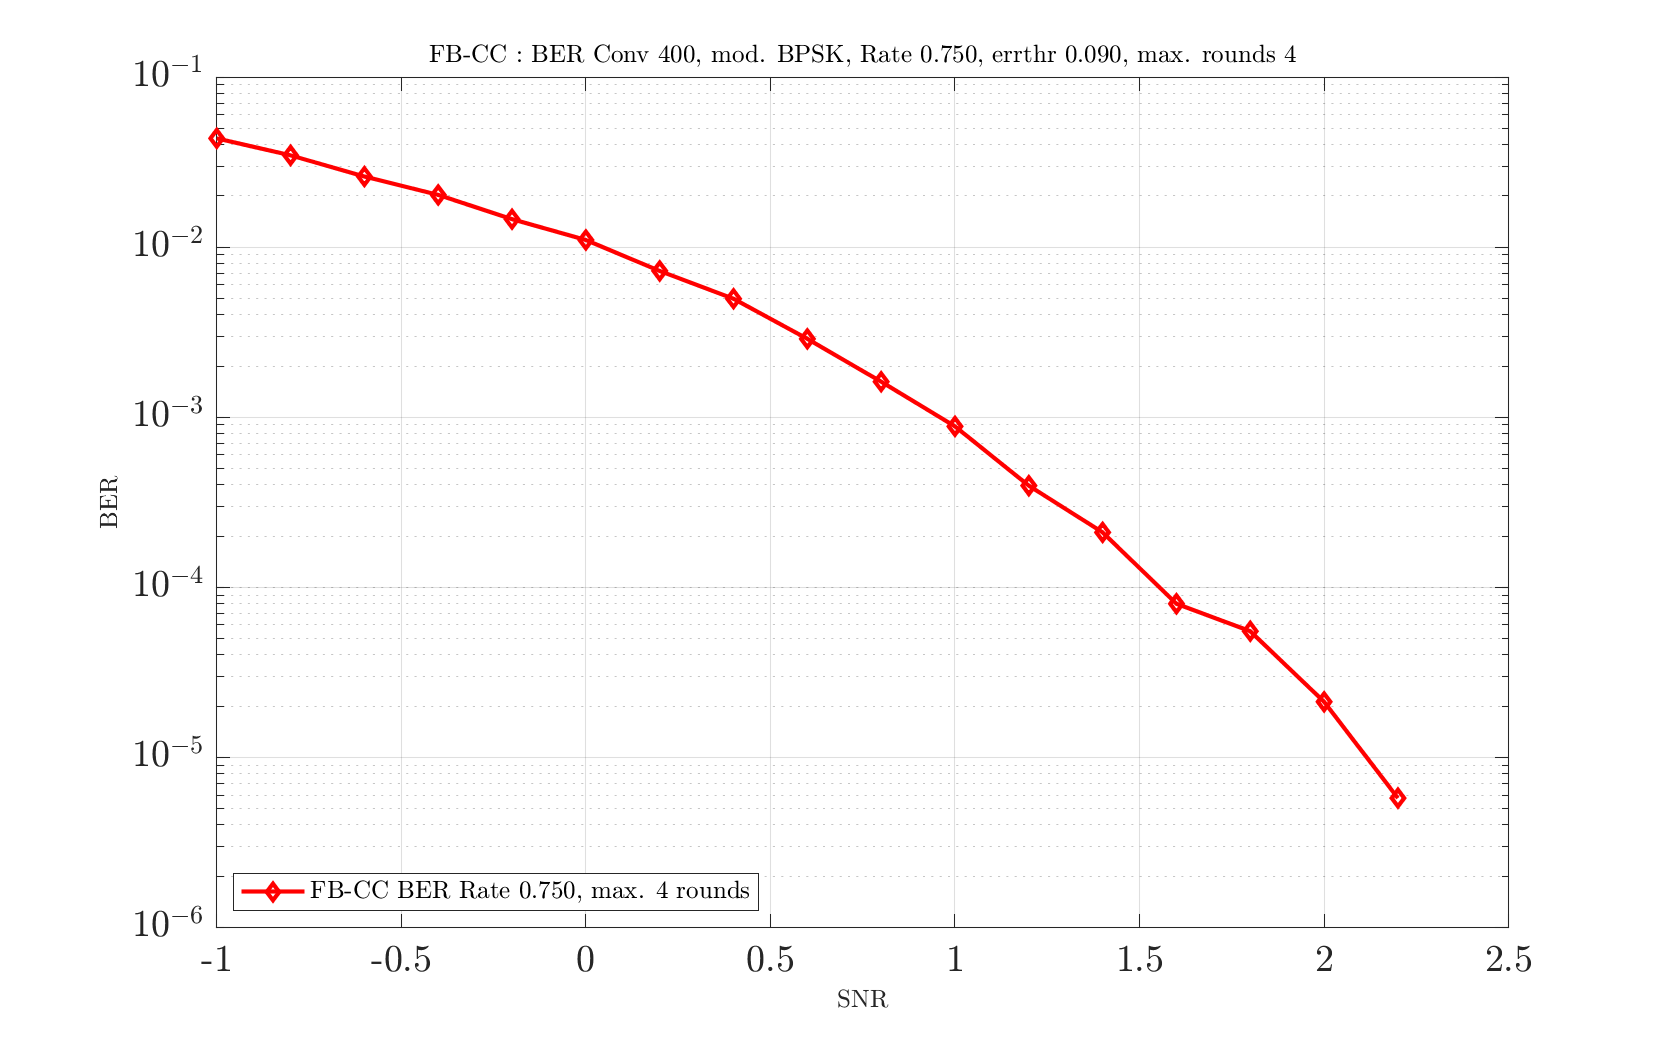 FB-CC : BER Conv 400, mod. BPSK, Rate 0.750, errthr 0.090, max. rounds 4
10⁻¹
10⁻²
10⁻³
10⁻⁴
10⁻⁵
10⁻⁶
BER
FB-CC BER Rate 0.750, max. 4 rounds
-1 -0.5 0 0.5 1 1.5 2 2.5
SNR